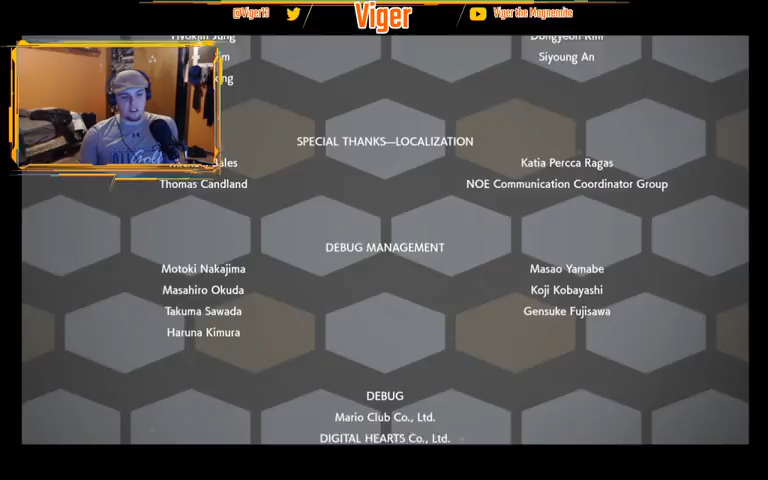 @Viger13 Viger Viger the Magnemite
Siyoung An
SPECIAL THANKS—LOCALIZATION
Katia Percca Ragas
Thomas Candland NOE Communication Coordinator Group
DEBUG MANAGEMENT
Motoki Nakajima Masao Yamabe
Masahiro Okuda Koji Kobayashi
Takuma Sawada Gensuke Fujisawa
Haruna Kimura
DEBUG
Mario Club Co., Ltd.
DIGITAL HEARTS Co., Ltd.